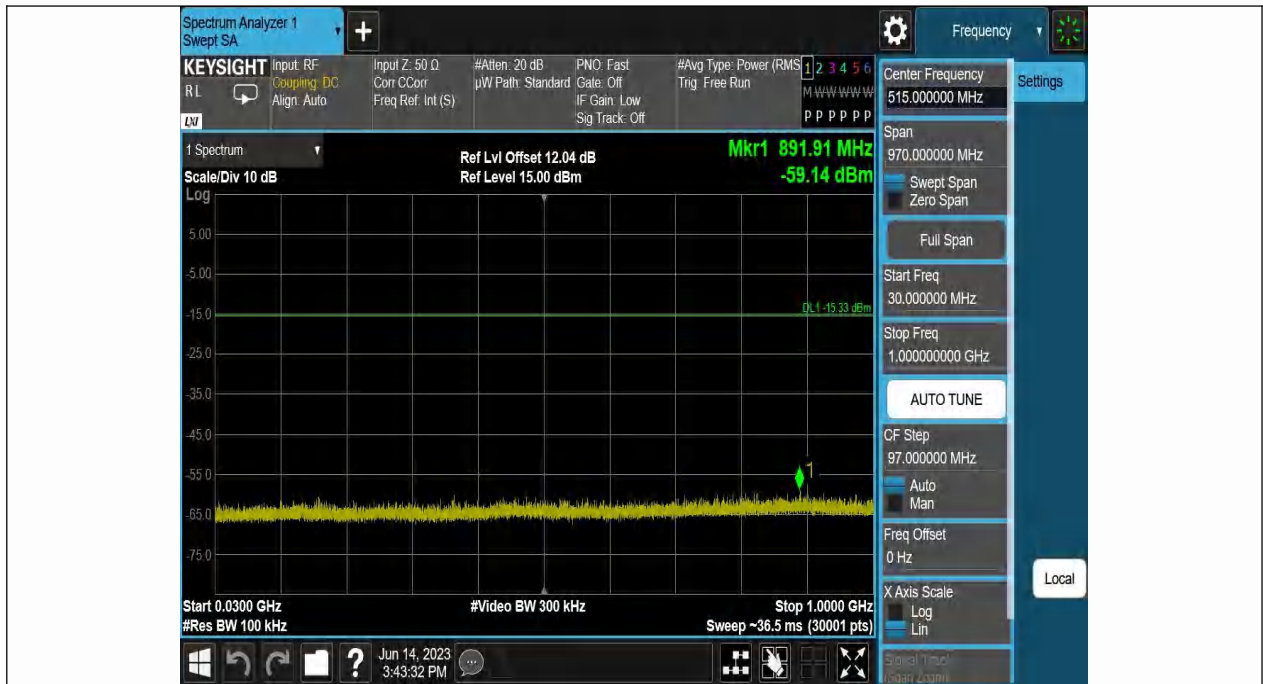 Spectrum Analyzer 1
Swept SA
+
Frequency
KEYSIGHT
RL
LXI
Input: RF
Coupling: DC
Align: Auto
Input Z: 50 Ω
Corr CCorr
Freq Ref: Int (S)
#Atten: 20 dB
µW Path: Standard
PNO: Fast
Gate: Off
IF Gain: Low
Sig Track: Off
#Avg Type: Power (RMS
Trig: Free Run
1 2 3 4 5 6
M W W W W W
P P P P P P
1 Spectrum
Scale/Div 10 dB
Log
Ref Lvl Offset 12.04 dB
Ref Level 15.00 dBm
Mkr1 891.91 MHz
-59.14 dBm
5.00
-5.00
-15.0
DL1 -15.33 dBm
-25.0
-35.0
-45.0
-55.0
1
-65.0
-75.0
Start 0.0300 GHz
#Res BW 100 kHz
#Video BW 300 kHz
Stop 1.0000 GHz
Sweep ~36.5 ms (30001 pts)
?
Jun 14, 2023
3:43:32 PM
Center Frequency
515.000000 MHz
Settings
Span
970.000000 MHz
Swept Span
Zero Span
Full Span
Start Freq
30.000000 MHz
Stop Freq
1.000000000 GHz
AUTO TUNE
CF Step
97.000000 MHz
Auto
Man
Freq Offset
0 Hz
X Axis Scale
Log
Lin
Signal Track
(Span Zoom)
Local